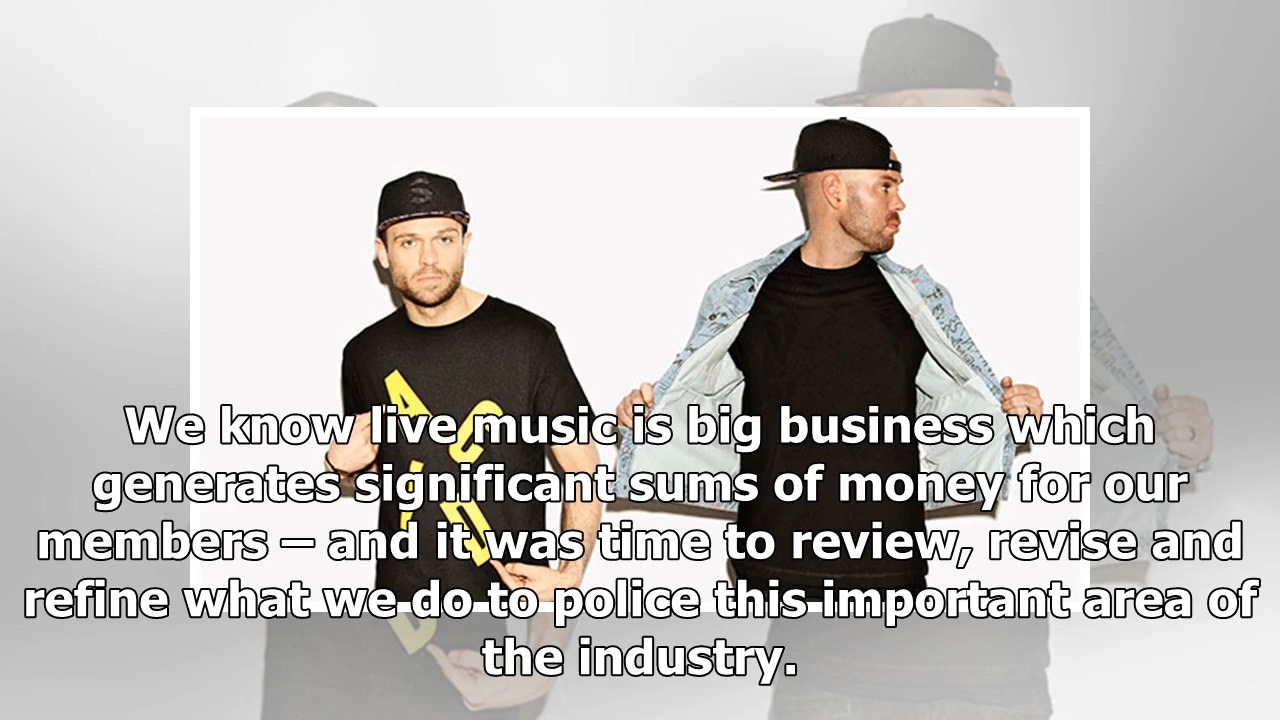 We know live music is big business which
generates significant sums of money for our
members – and it was time to review, revise and
refine what we do to police this important area of
the industry.